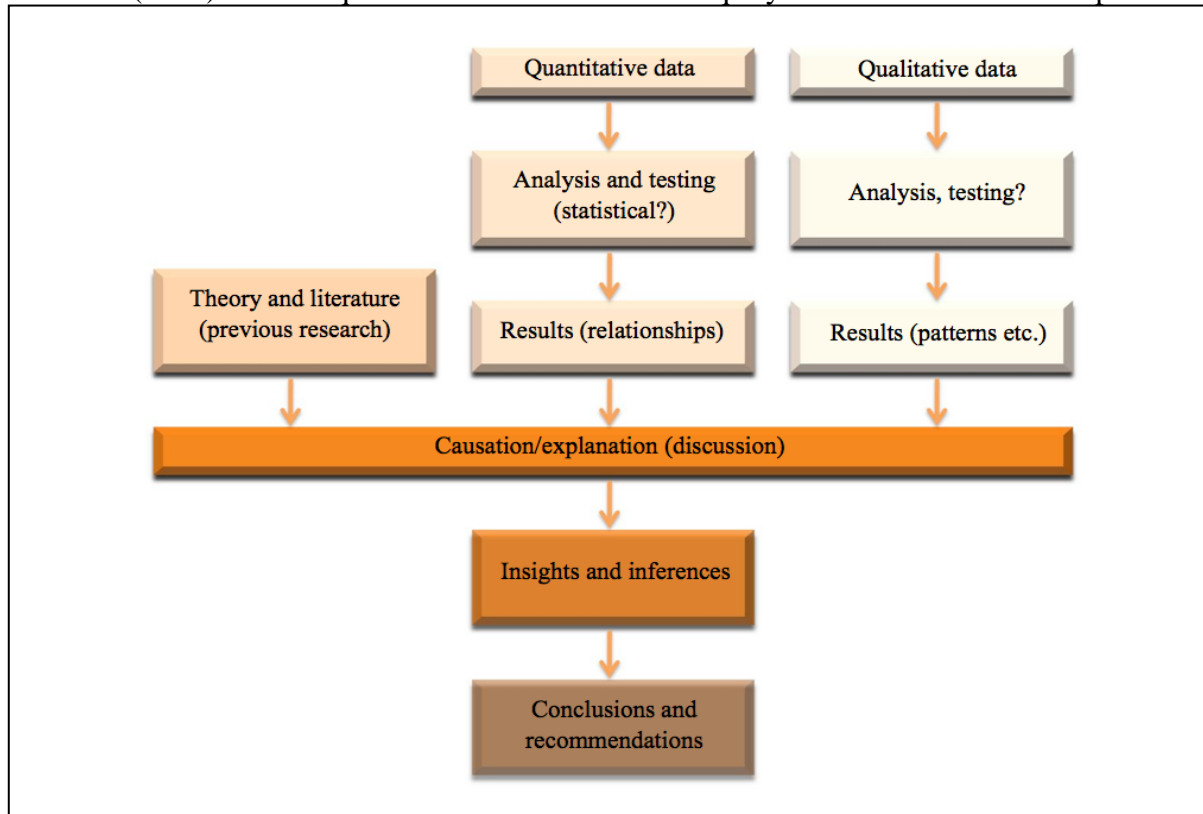 Quantitative data
Qualitative data
Analysis and testing
(statistical?)
Analysis, testing?
Theory and literature
(previous research)
Results (relationships)
Results (patterns etc.)
Causation/explanation (discussion)
Insights and inferences
Conclusions and
recommendations